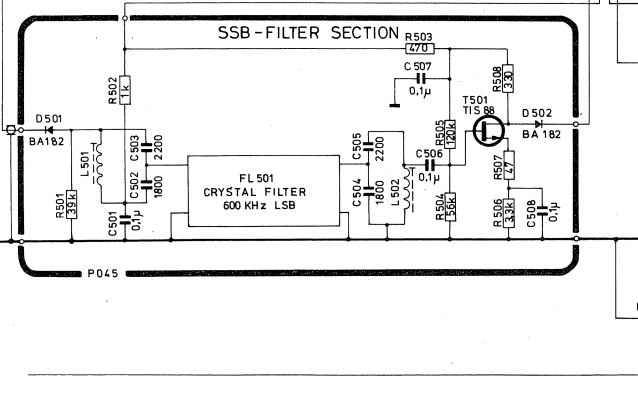 SSB-FILTER SECTION
R503
470
C507
0,1µ
R502
1k
R508
330
T501
TIS 88
D501
BA182
D502
BA 182
L501
C503
2200
C502
1800
C505
2200
C504
1800
C506
0,1µ
R505
120k
R507
47
FL501
CRYSTAL FILTER
600 KHz LSB
R501
39k
C501
0,1µ
L502
R504
56k
R506
3,3k
C508
0,1µ
P045